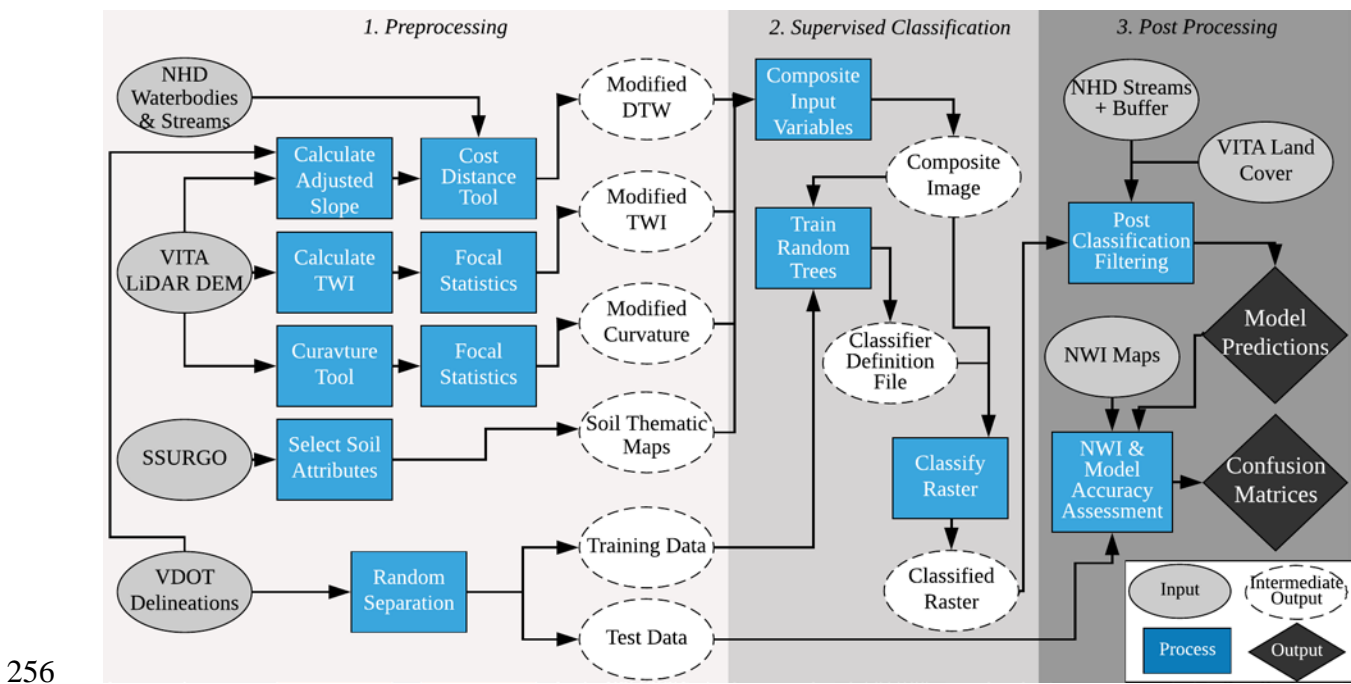 1. Preprocessing
2. Supervised Classification
3. Post Processing
NHD
Waterbodies
& Streams
Calculate
Adjusted
Slope
Cost
Distance
Tool
Modified
DTW
VITA
LiDAR DEM
Calculate
TWI
Focal
Statistics
Modified
TWI
Curavture
Tool
Focal
Statistics
Modified
Curvature
SSURGO
Select Soil
Attributes
Soil Thematic
Maps
VDOT
Delineations
Random
Separation
Training Data
Test Data
Composite
Input
Variables
Composite
Image
Train
Random
Trees
Classifier
Definition
File
Classify
Raster
Classified
Raster
NHD Streams
+ Buffer
VITA Land
Cover
Post
Classification
Filtering
Model
Predictions
NWI Maps
NWI &
Model
Accuracy
Assessment
Confusion
Matrices
Input
Intermediate
Output
Process
Output
256